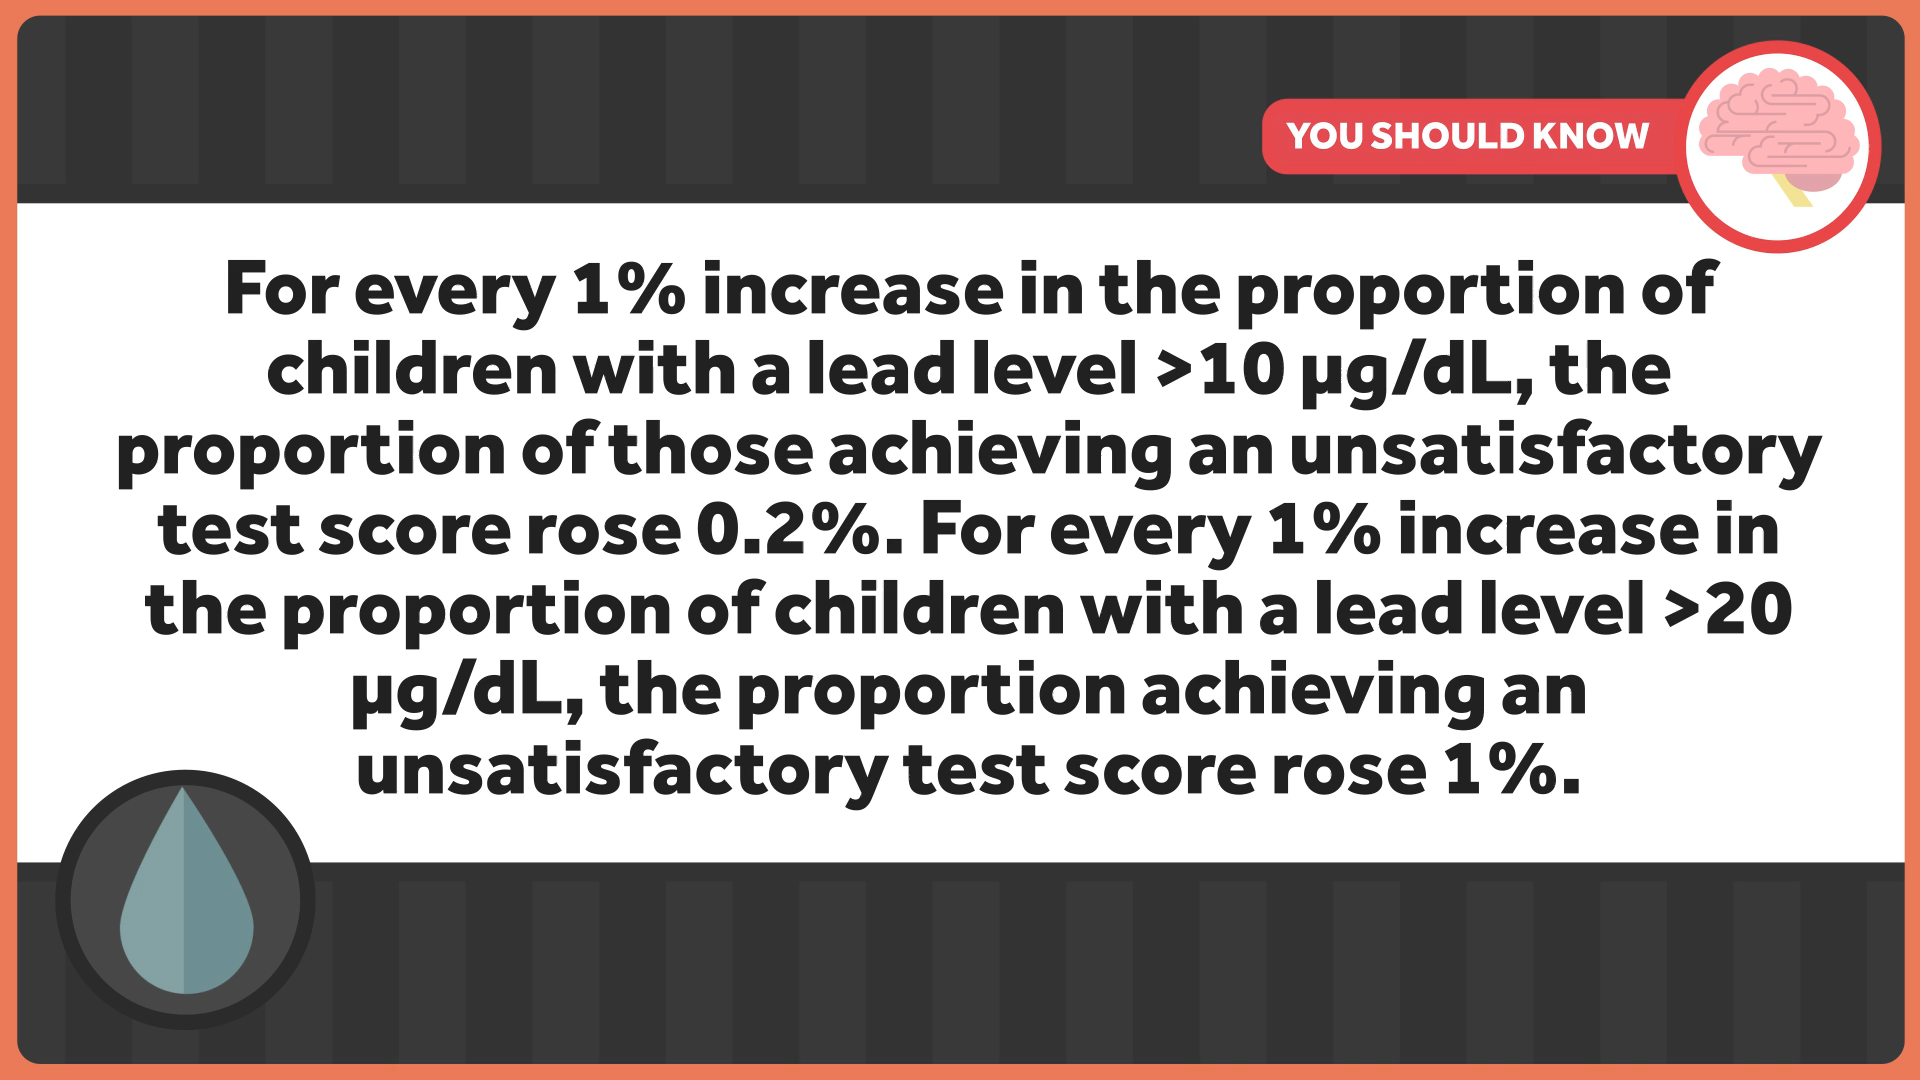 YOU SHOULD KNOW
For every 1% increase in the proportion of
children with a lead level >10 µg/dL, the
proportion of those achieving an unsatisfactory
test score rose 0.2%. For every 1% increase in
the proportion of children with a lead level >20
µg/dL, the proportion achieving an
unsatisfactory test score rose 1%.